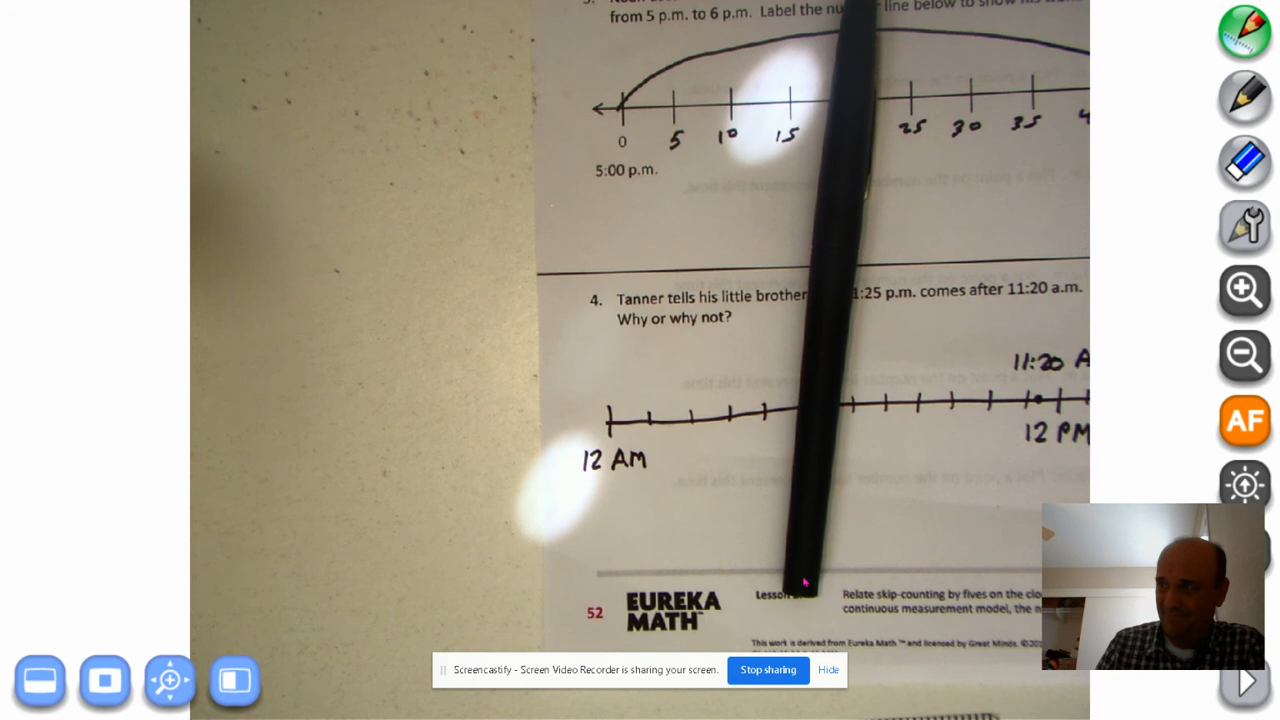 from 5 p.m. to 6 p.m. Label the line below to show his
0 5 10 15 25 30 35
5:00 p.m.
4. Tanner tells his little brother 1:25 p.m. comes after 11:20 a.m.
Why or why not?
11:20 A
12 AM
12 PM
AF
52 EUREKA MATH™
Lesson
Relate skip-counting by fives on the
continuous measurement model, the
This work is derived from Eureka Math ™ and licensed by Great Minds.
Screencastify - Screen Video Recorder is sharing your screen. Stop sharing Hide